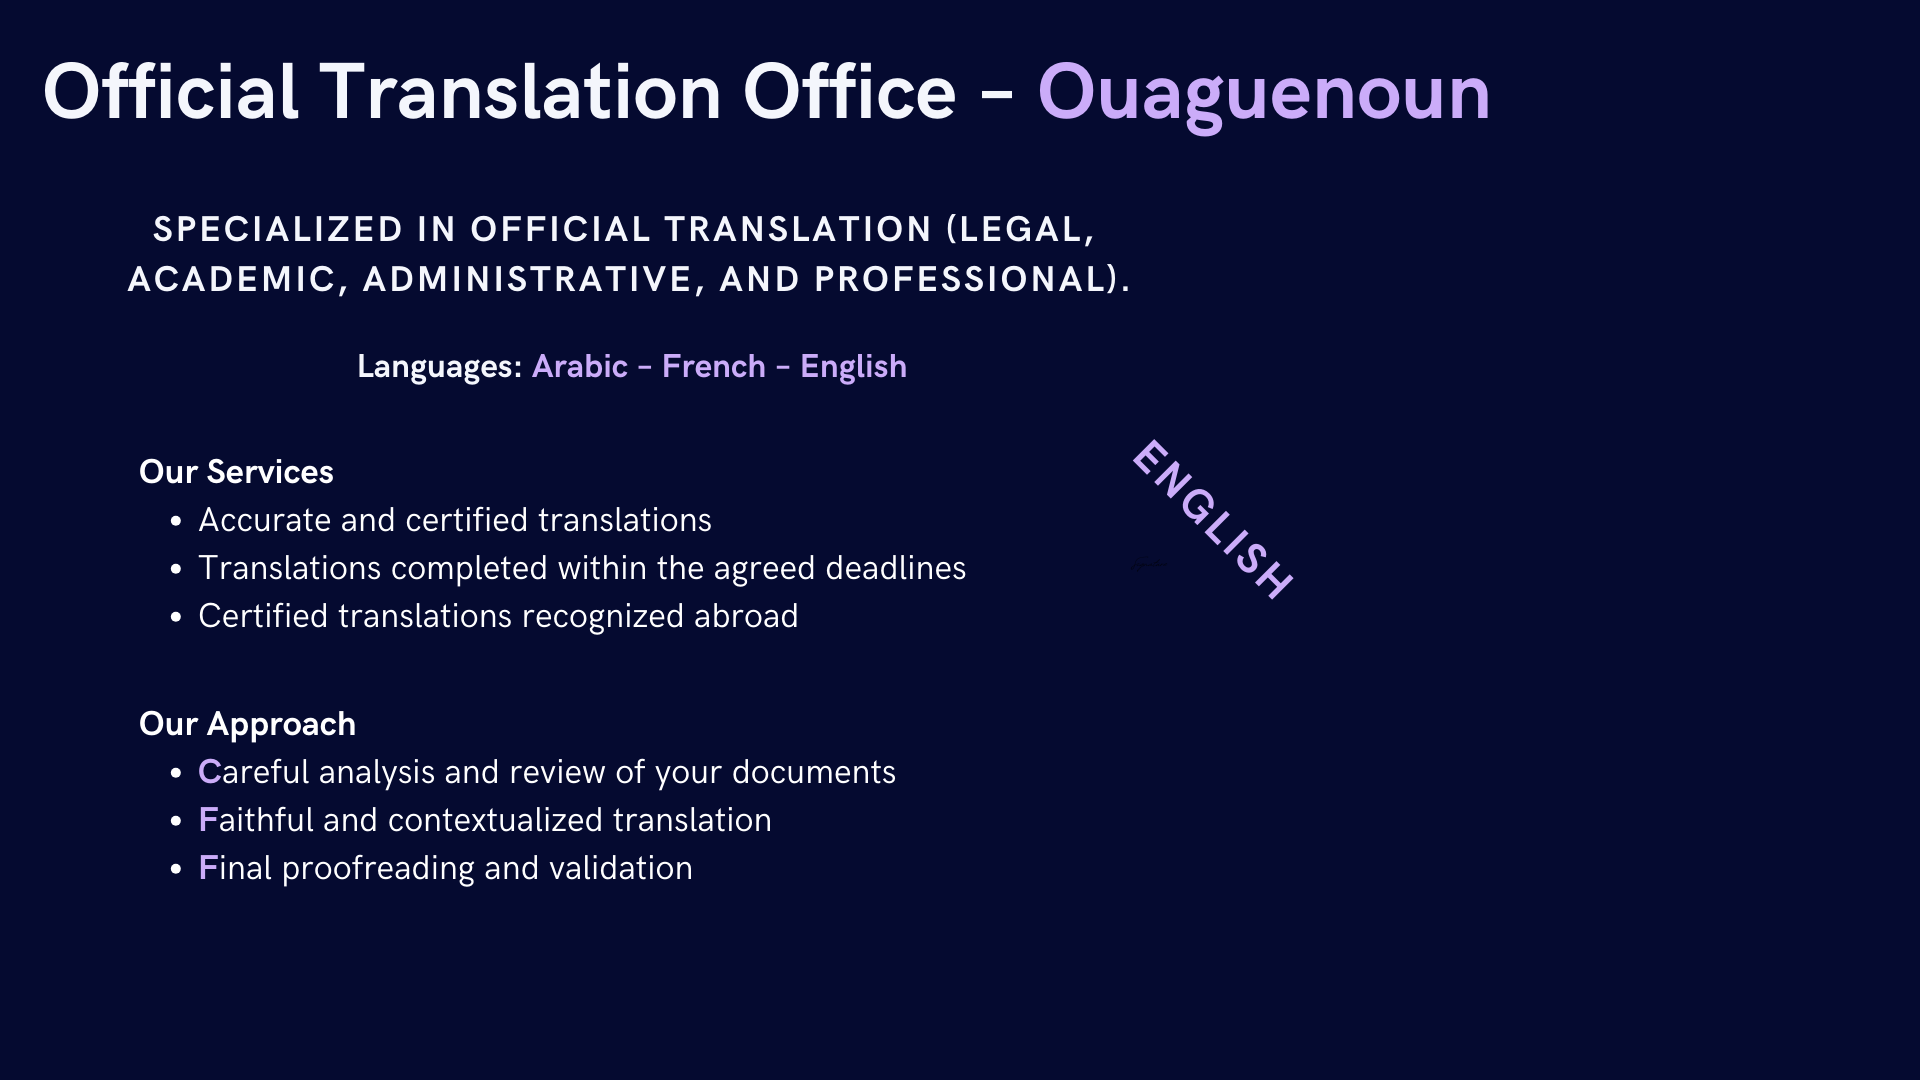 Official Translation Office – Ouaguenoun
SPECIALIZED IN OFFICIAL TRANSLATION (LEGAL,
ACADEMIC, ADMINISTRATIVE, AND PROFESSIONAL).
Languages: Arabic – French – English
Our Services
• Accurate and certified translations
• Translations completed within the agreed deadlines
• Certified translations recognized abroad
ENGLISH
Our Approach
• Careful analysis and review of your documents
• Faithful and contextualized translation
• Final proofreading and validation